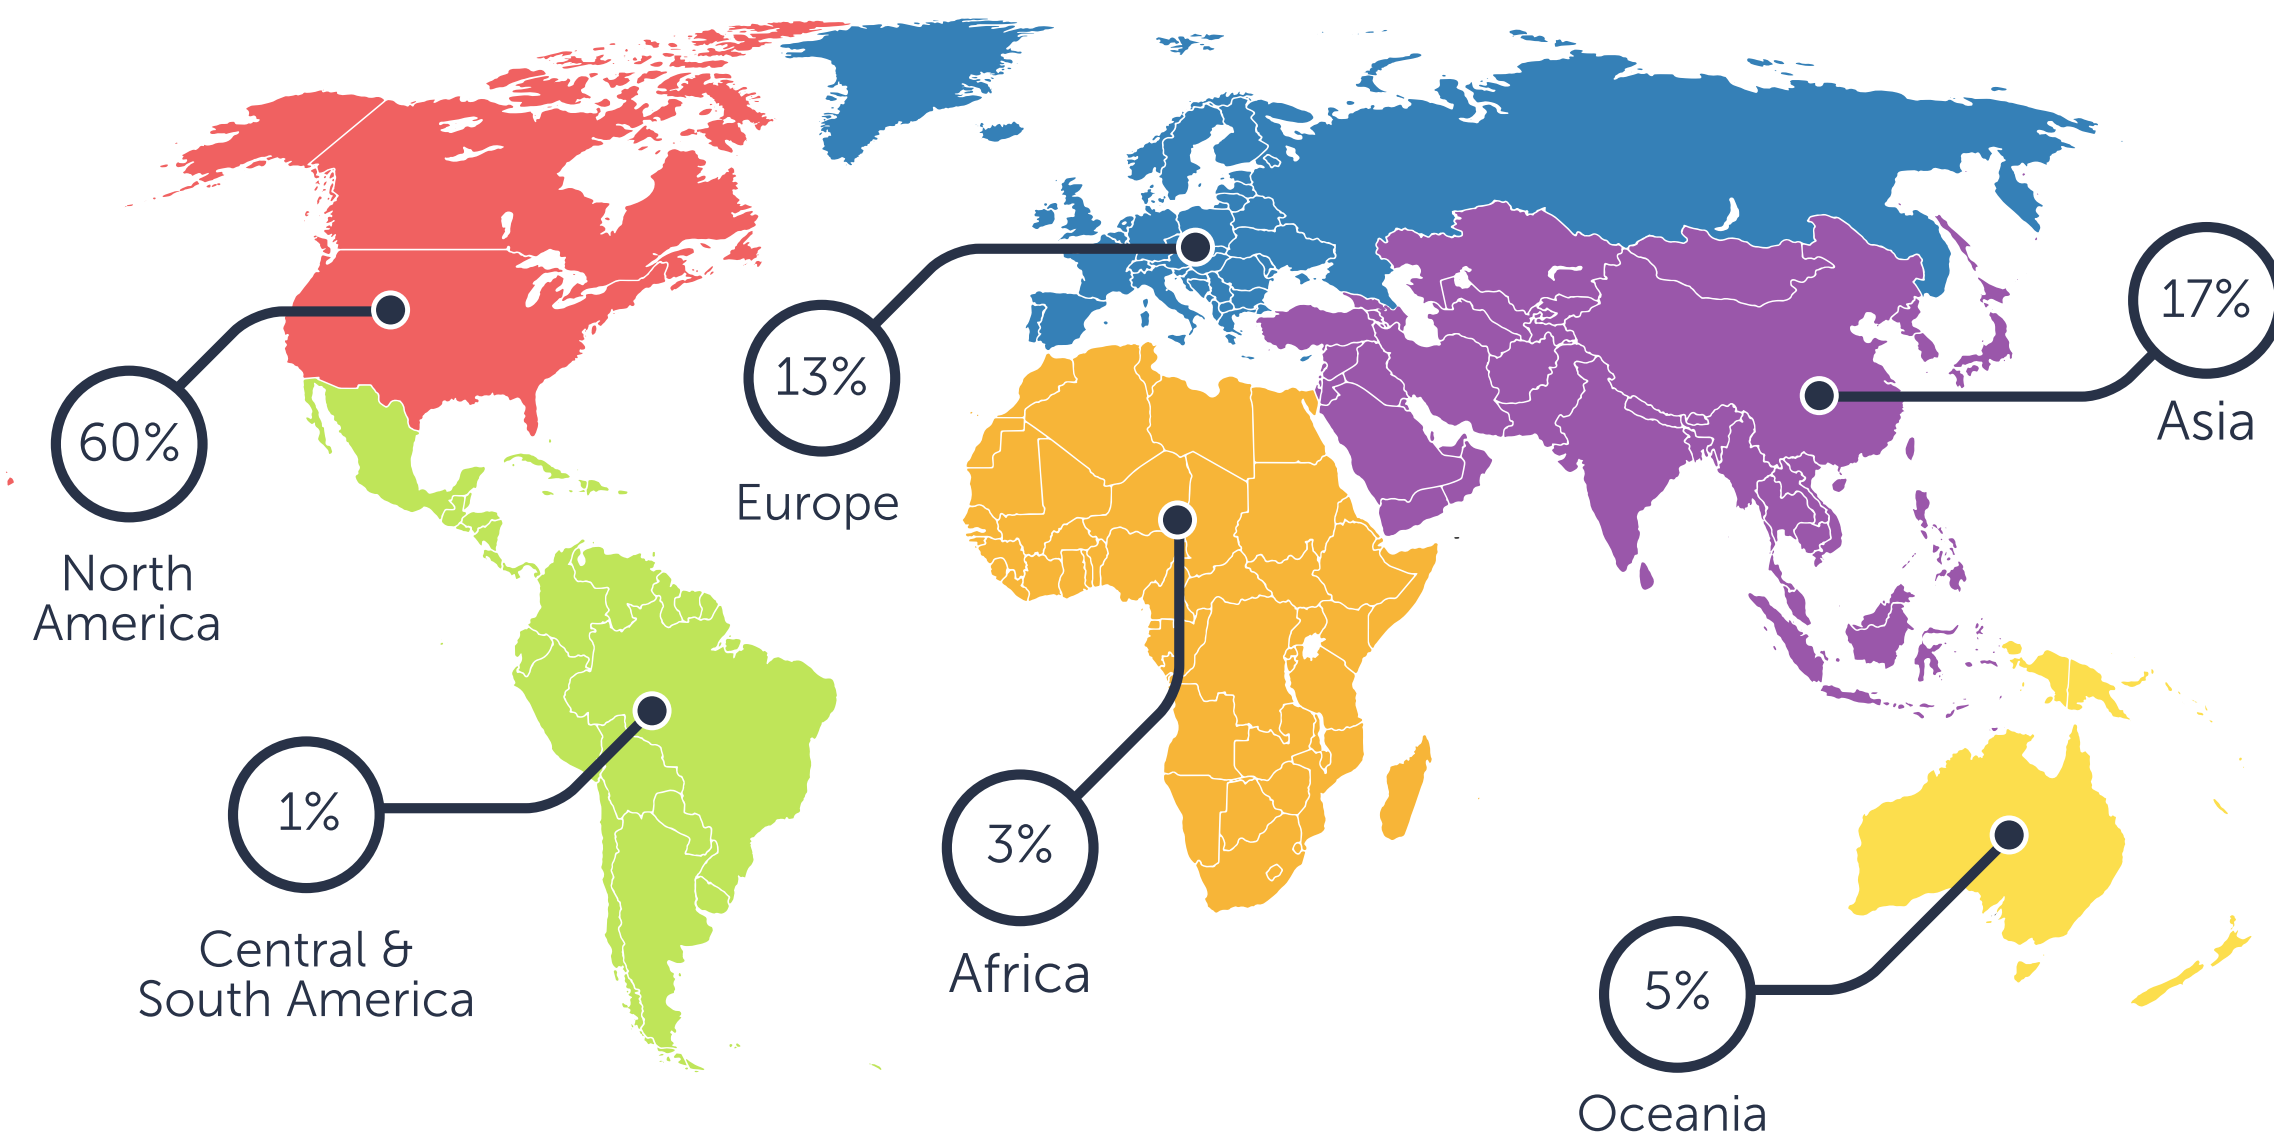 60%
North
America
13%
Europe
17%
Asia
1%
Central &
South America
3%
Africa
5%
Oceania